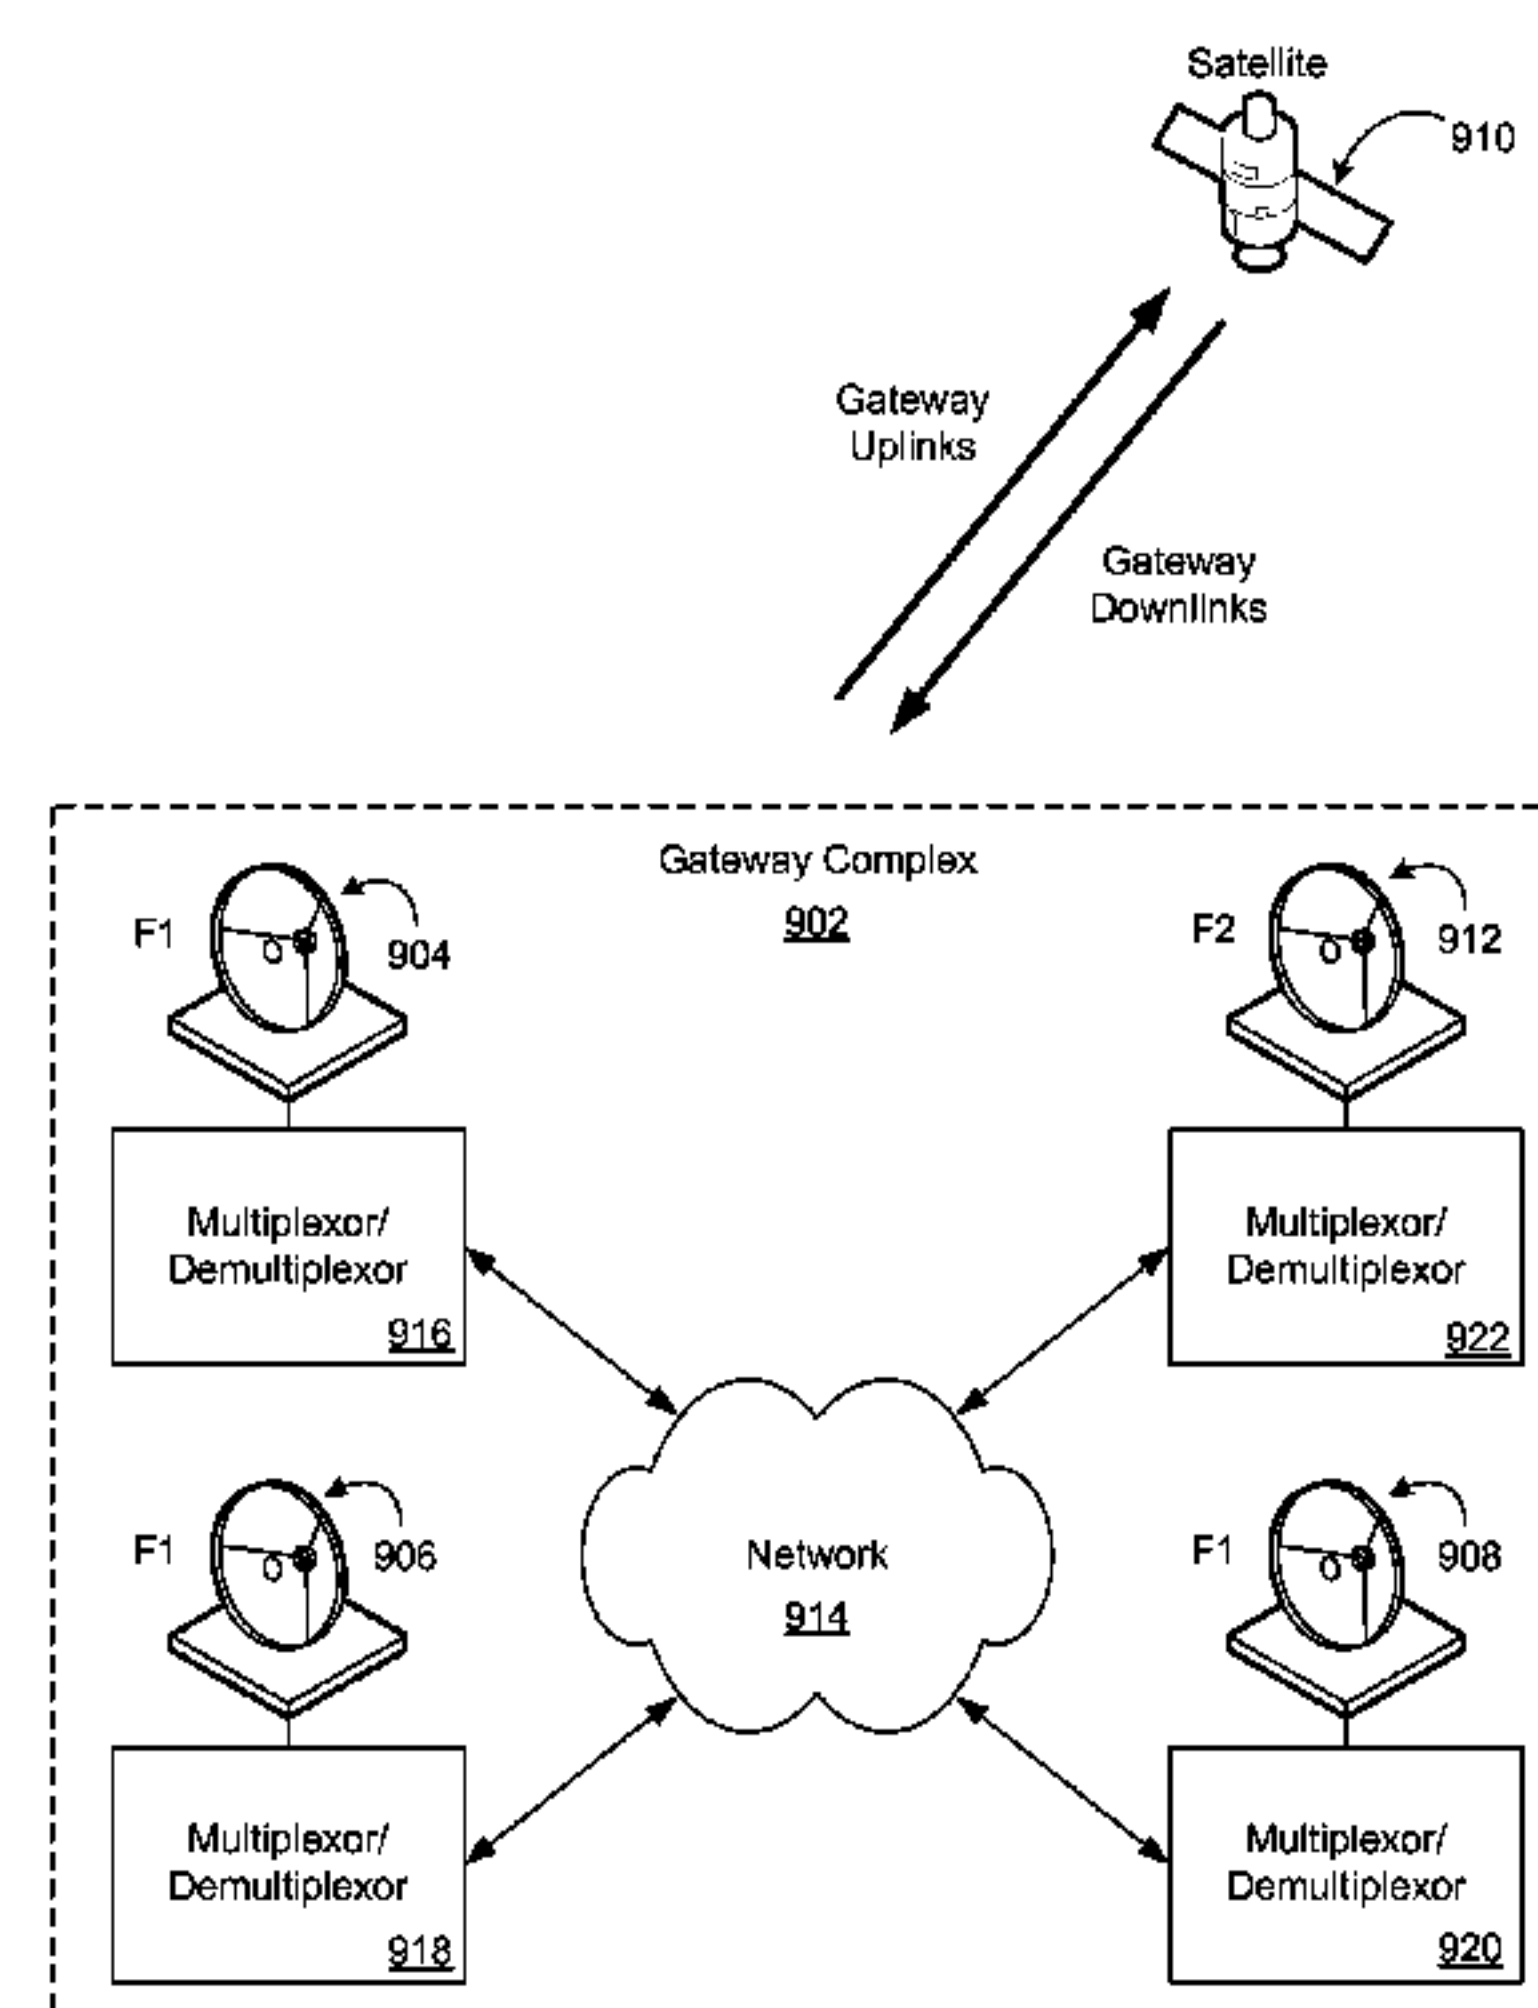 Satellite
910
Gateway
Uplinks
Gateway
Downlinks
Gateway Complex
902
F1
904
F2
912
Multiplexor/
Demultiplexor
916
Multiplexor/
Demultiplexor
922
F1
906
Network
914
F1
908
Multiplexor/
Demultiplexor
918
Multiplexor/
Demultiplexor
920